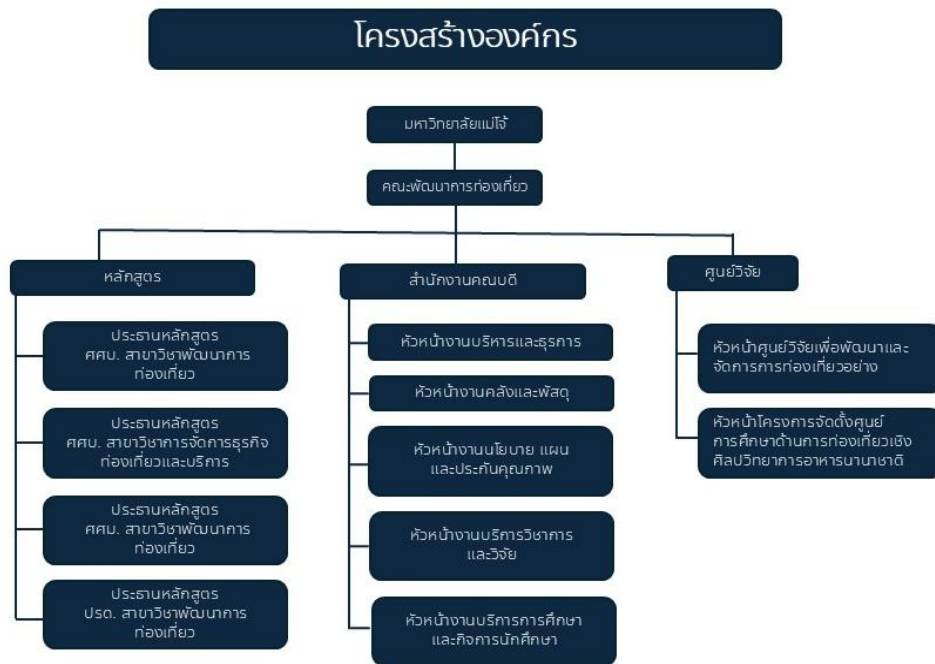 โครงสร้างองค์กร
มหาวิทยาลัยแม่โจ้
คณะพัฒนาการท่องเที่ยว
หลักสูตร
ประธานหลักสูตร
ศศบ. สาขาวิชาพัฒนาการ
ท่องเที่ยว
ประธานหลักสูตร
ศศบ. สาขาวิชาการจัดการธุรกิจ
ท่องเที่ยวและบริการ
ประธานหลักสูตร
ศศม. สาขาวิชาพัฒนาการ
ท่องเที่ยว
ประธานหลักสูตร
ปรด. สาขาวิชาพัฒนาการ
ท่องเที่ยว
สำนักงานคณบดี
หัวหน้างานบริหารและธุรการ
หัวหน้างานคลังและพัสดุ
หัวหน้างานนโยบาย แผน
และประกันคุณภาพ
หัวหน้างานบริการวิชาการ
และวิจัย
หัวหน้างานบริการการศึกษา
และกิจการนักศึกษา
ศูนย์วิจัย
หัวหน้าศูนย์วิจัยเพื่อพัฒนาและ
จัดการการท่องเที่ยวอย่าง
หัวหน้าโครงการจัดตั้งศูนย์
การศึกษาด้านการท่องเที่ยวเชิง
ศิลปวิทยาการอาหารนานาชาติ